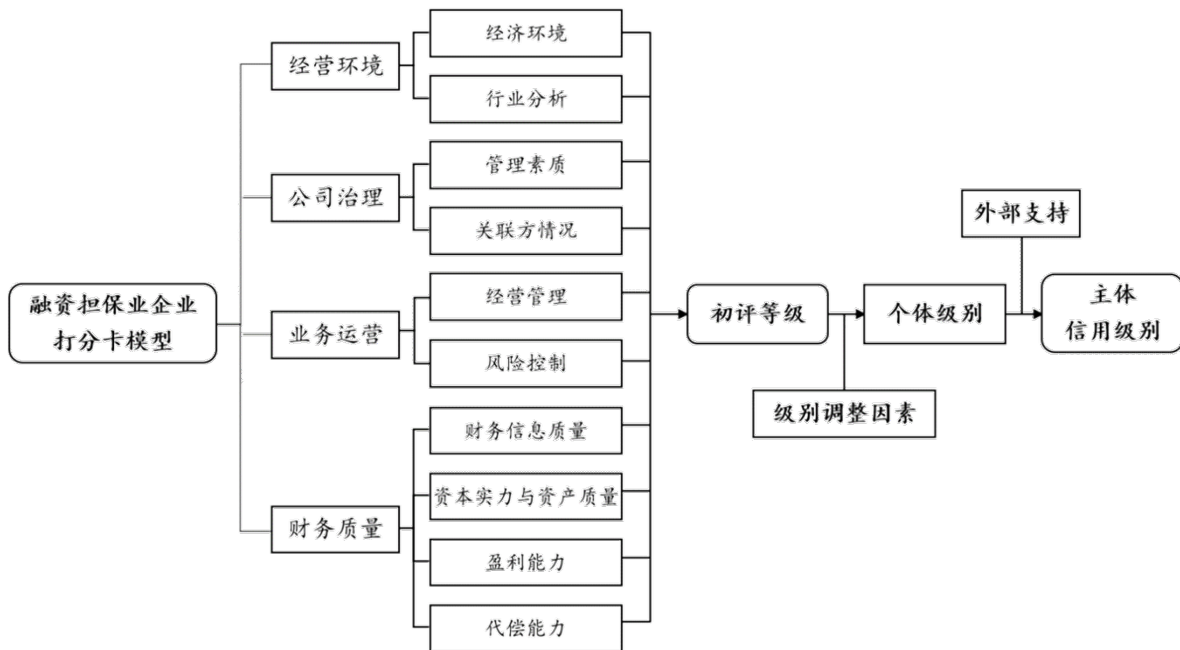 融资担保业企业
打分卡模型
经营环境
经济环境
行业分析
公司治理
管理素质
关联方情况
业务运营
经营管理
风险控制
财务质量
财务信息质量
资本实力与资产质量
盈利能力
代偿能力
初评等级
级别调整因素
个体级别
外部支持
主体
信用级别